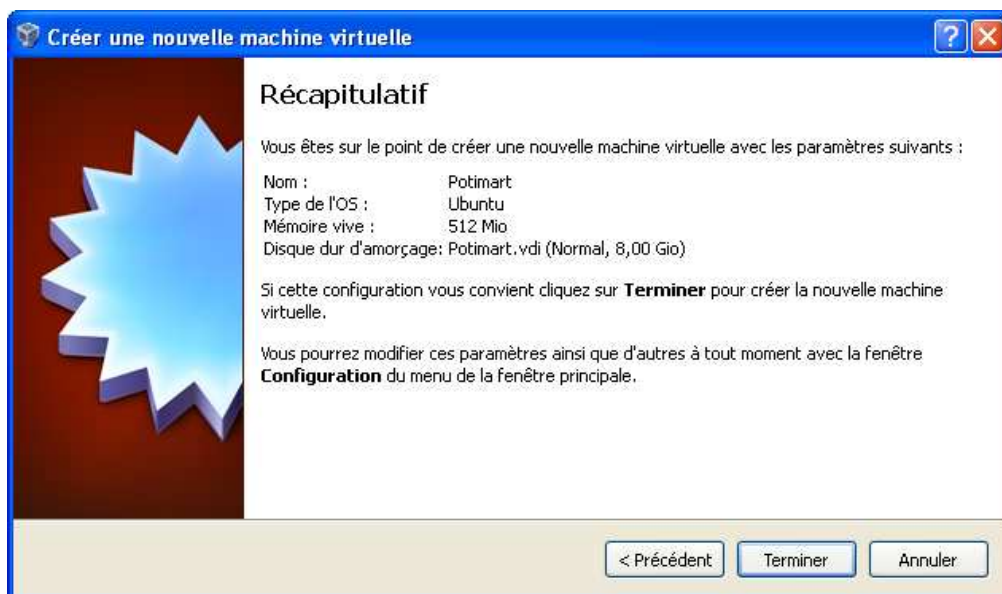 Créer une nouvelle machine virtuelle
Récapitulatif
Vous êtes sur le point de créer une nouvelle machine virtuelle avec les paramètres suivants :
Nom : Potimart
Type de l'OS : Ubuntu
Mémoire vive : 512 Mio
Disque dur d'amorçage: Potimart.vdi (Normal, 8,00 Gio)
Si cette configuration vous convient cliquez sur Terminer pour créer la nouvelle machine
virtuelle.
Vous pourrez modifier ces paramètres ainsi que d'autres à tout moment avec la fenêtre
Configuration du menu de la fenêtre principale.
< Précédent Terminer Annuler